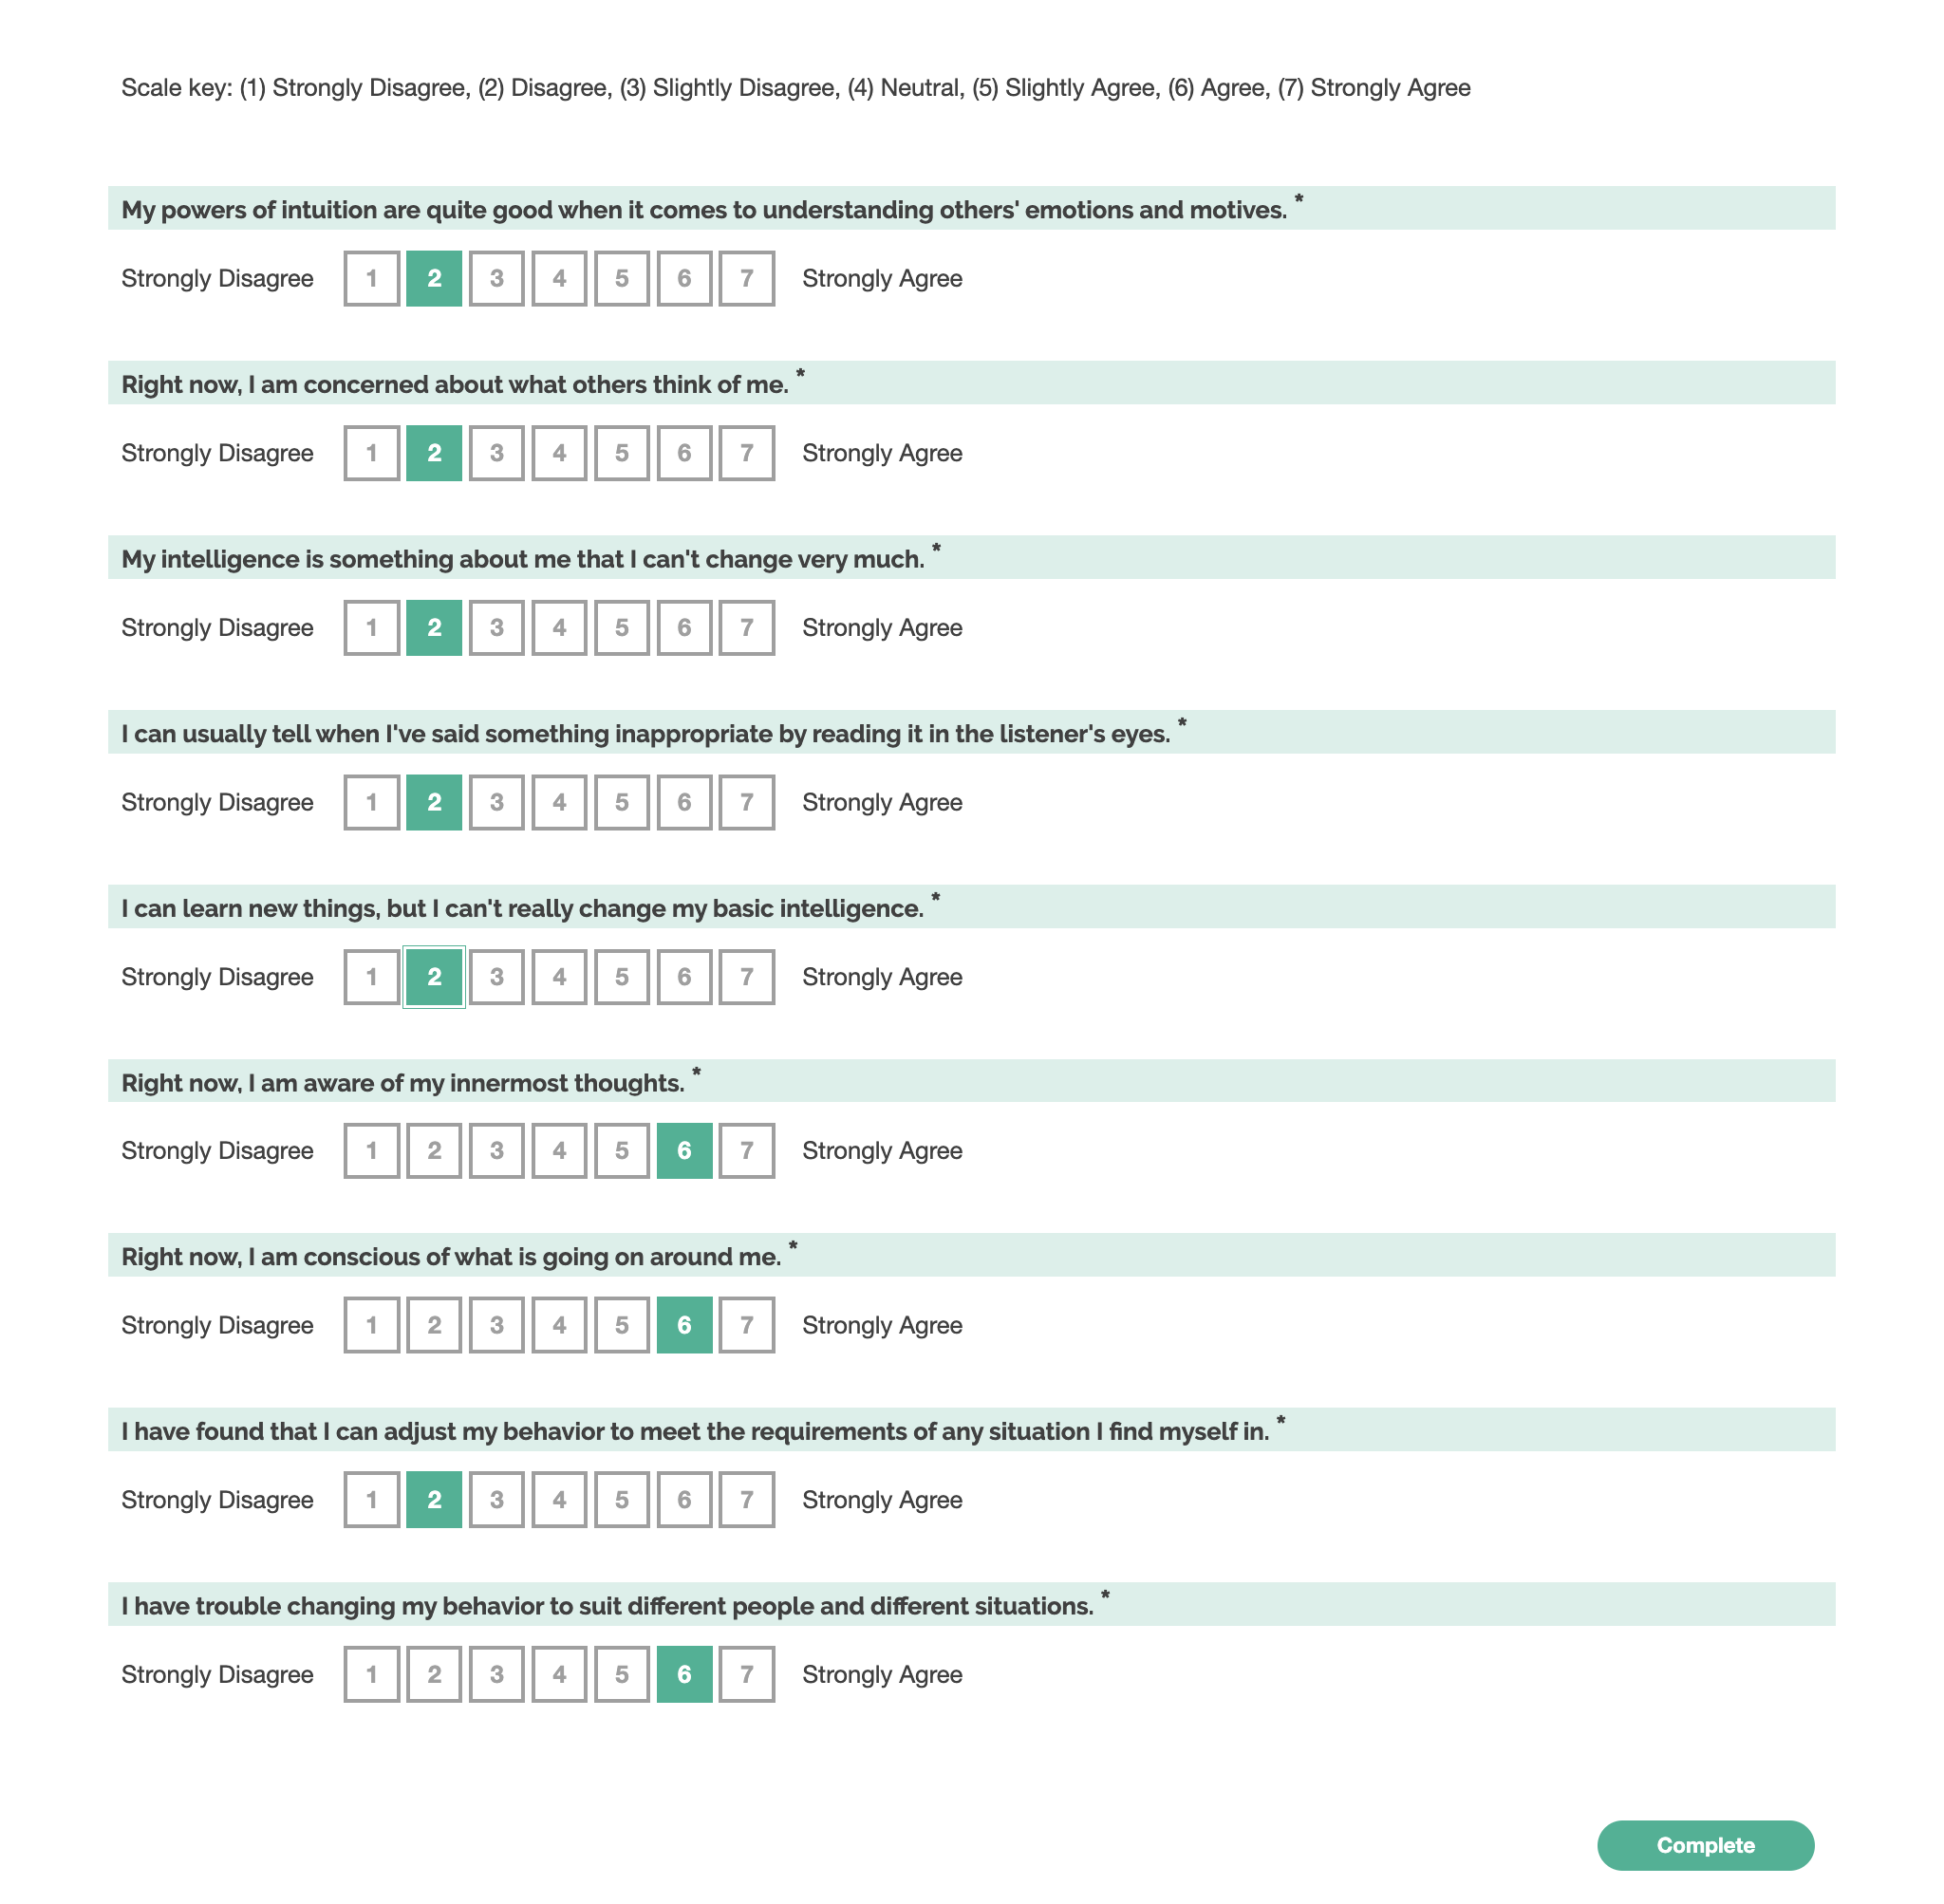 Scale key: (1) Strongly Disagree, (2) Disagree, (3) Slightly Disagree, (4) Neutral, (5) Slightly Agree, (6) Agree, (7) Strongly Agree
My powers of intuition are quite good when it comes to understanding others' emotions and motives. *
Strongly Disagree 1 2 3 4 5 6 7 Strongly Agree
Right now, I am concerned about what others think of me. *
Strongly Disagree 1 2 3 4 5 6 7 Strongly Agree
My intelligence is something about me that I can't change very much. *
Strongly Disagree 1 2 3 4 5 6 7 Strongly Agree
I can usually tell when I've said something inappropriate by reading it in the listener's eyes. *
Strongly Disagree 1 2 3 4 5 6 7 Strongly Agree
I can learn new things, but I can't really change my basic intelligence. *
Strongly Disagree 1 2 3 4 5 6 7 Strongly Agree
Right now, I am aware of my innermost thoughts. *
Strongly Disagree 1 2 3 4 5 6 7 Strongly Agree
Right now, I am conscious of what is going on around me. *
Strongly Disagree 1 2 3 4 5 6 7 Strongly Agree
I have found that I can adjust my behavior to meet the requirements of any situation I find myself in. *
Strongly Disagree 1 2 3 4 5 6 7 Strongly Agree
I have trouble changing my behavior to suit different people and different situations. *
Strongly Disagree 1 2 3 4 5 6 7 Strongly Agree
Complete